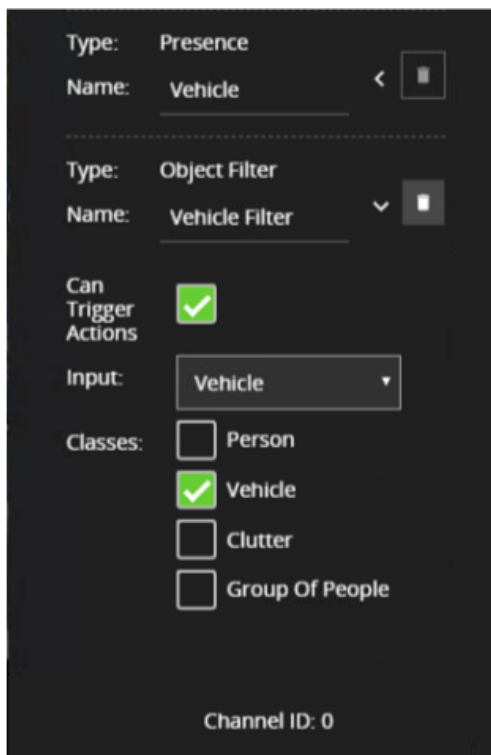 Type: Presence
Name: Vehicle
Type: Object Filter
Name: Vehicle Filter
Can
Trigger
Actions
Input: Vehicle
Classes: Person
Vehicle
Clutter
Group Of People
Channel ID: 0